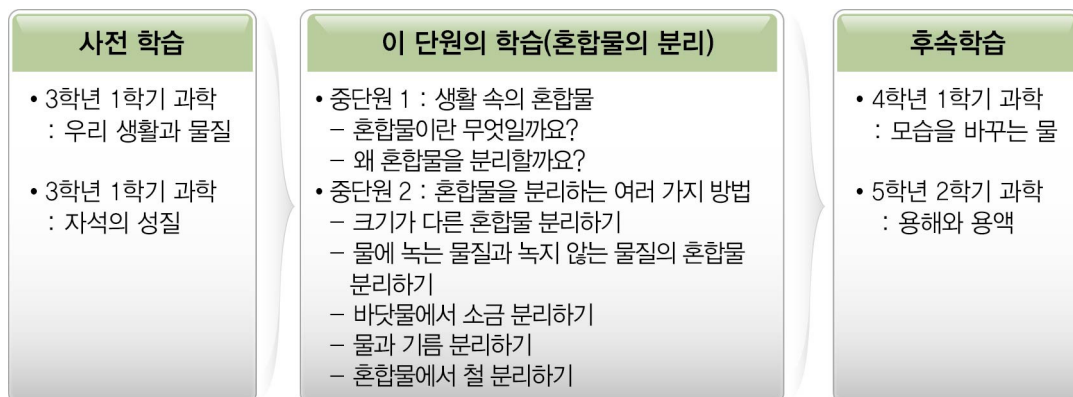 사전 학습
• 3학년 1학기 과학
: 우리 생활과 물질
• 3학년 1학기 과학
: 자석의 성질
이 단원의 학습(혼합물의 분리)
• 중단원 1 : 생활 속의 혼합물
– 혼합물이란 무엇일까요?
– 왜 혼합물을 분리할까요?
• 중단원 2 : 혼합물을 분리하는 여러 가지 방법
– 크기가 다른 혼합물 분리하기
– 물에 녹는 물질과 녹지 않는 물질의 혼합물
분리하기
– 바닷물에서 소금 분리하기
– 물과 기름 분리하기
– 혼합물에서 철 분리하기
후속학습
• 4학년 1학기 과학
: 모습을 바꾸는 물
• 5학년 2학기 과학
: 용해와 용액